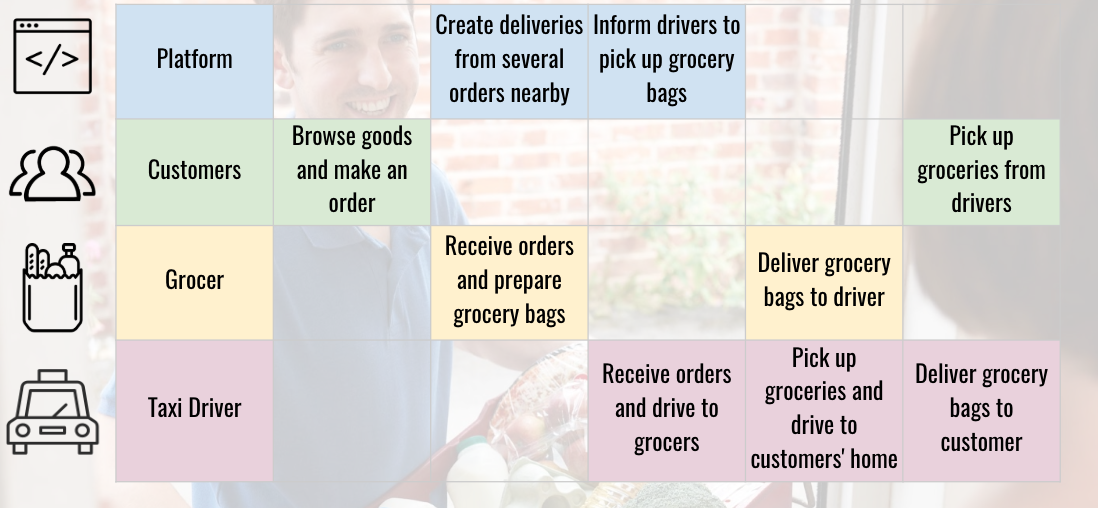 </>
Platform
Create deliveries
from several
orders nearby
Inform drivers to
pick up grocery
bags
Customers
Browse goods
and make an
order
Pick up
groceries from
drivers
Grocer
Receive orders
and prepare
grocery bags
Deliver grocery
bags to driver
Taxi Driver
Receive orders
and drive to
grocers
Pick up
groceries and
drive to
customers' home
Deliver grocery
bags to
customer